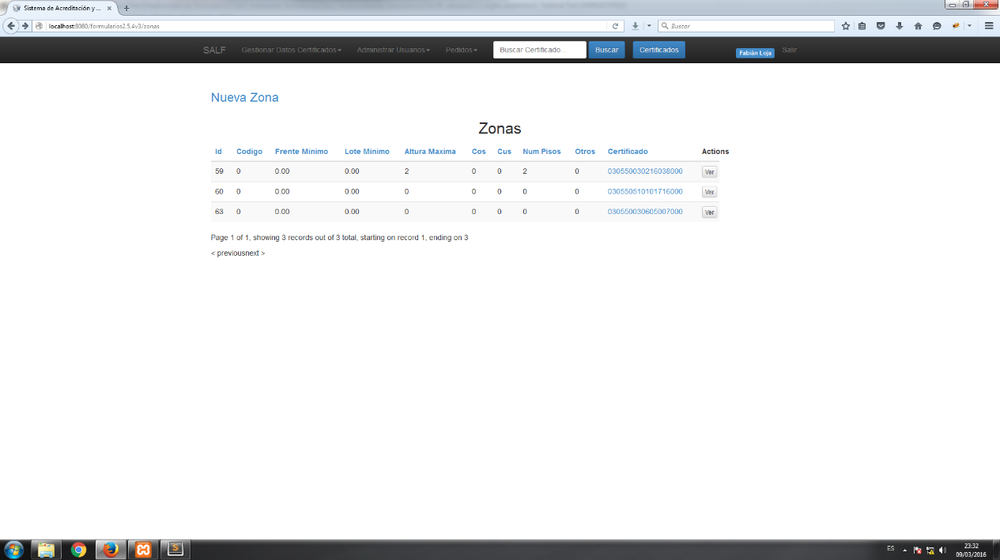 Sistema de Acreditación y ...
localhost:8080/formularios2.5.4v3/zonas
Buscar
SALF Gestionar Datos Certificados Administrar Usuarios Pedidos Buscar Certificado... Buscar Certificados Fabián Loja Salir
Nueva Zona
Zonas
Id Codigo Frente Minimo Lote Minimo Altura Maxima Cos Cus Num Pisos Otros Certificado Actions
59 0 0.00 0.00 2 0 0 2 0 030550030216038000 Ver
60 0 0.00 0.00 0 0 0 0 0 030550510101716000 Ver
63 0 0.00 0.00 0 0 0 0 0 030550030605007000 Ver
Page 1 of 1, showing 3 records out of 3 total, starting on record 1, ending on 3
< previousnext >
ES
23:32
09/03/2016